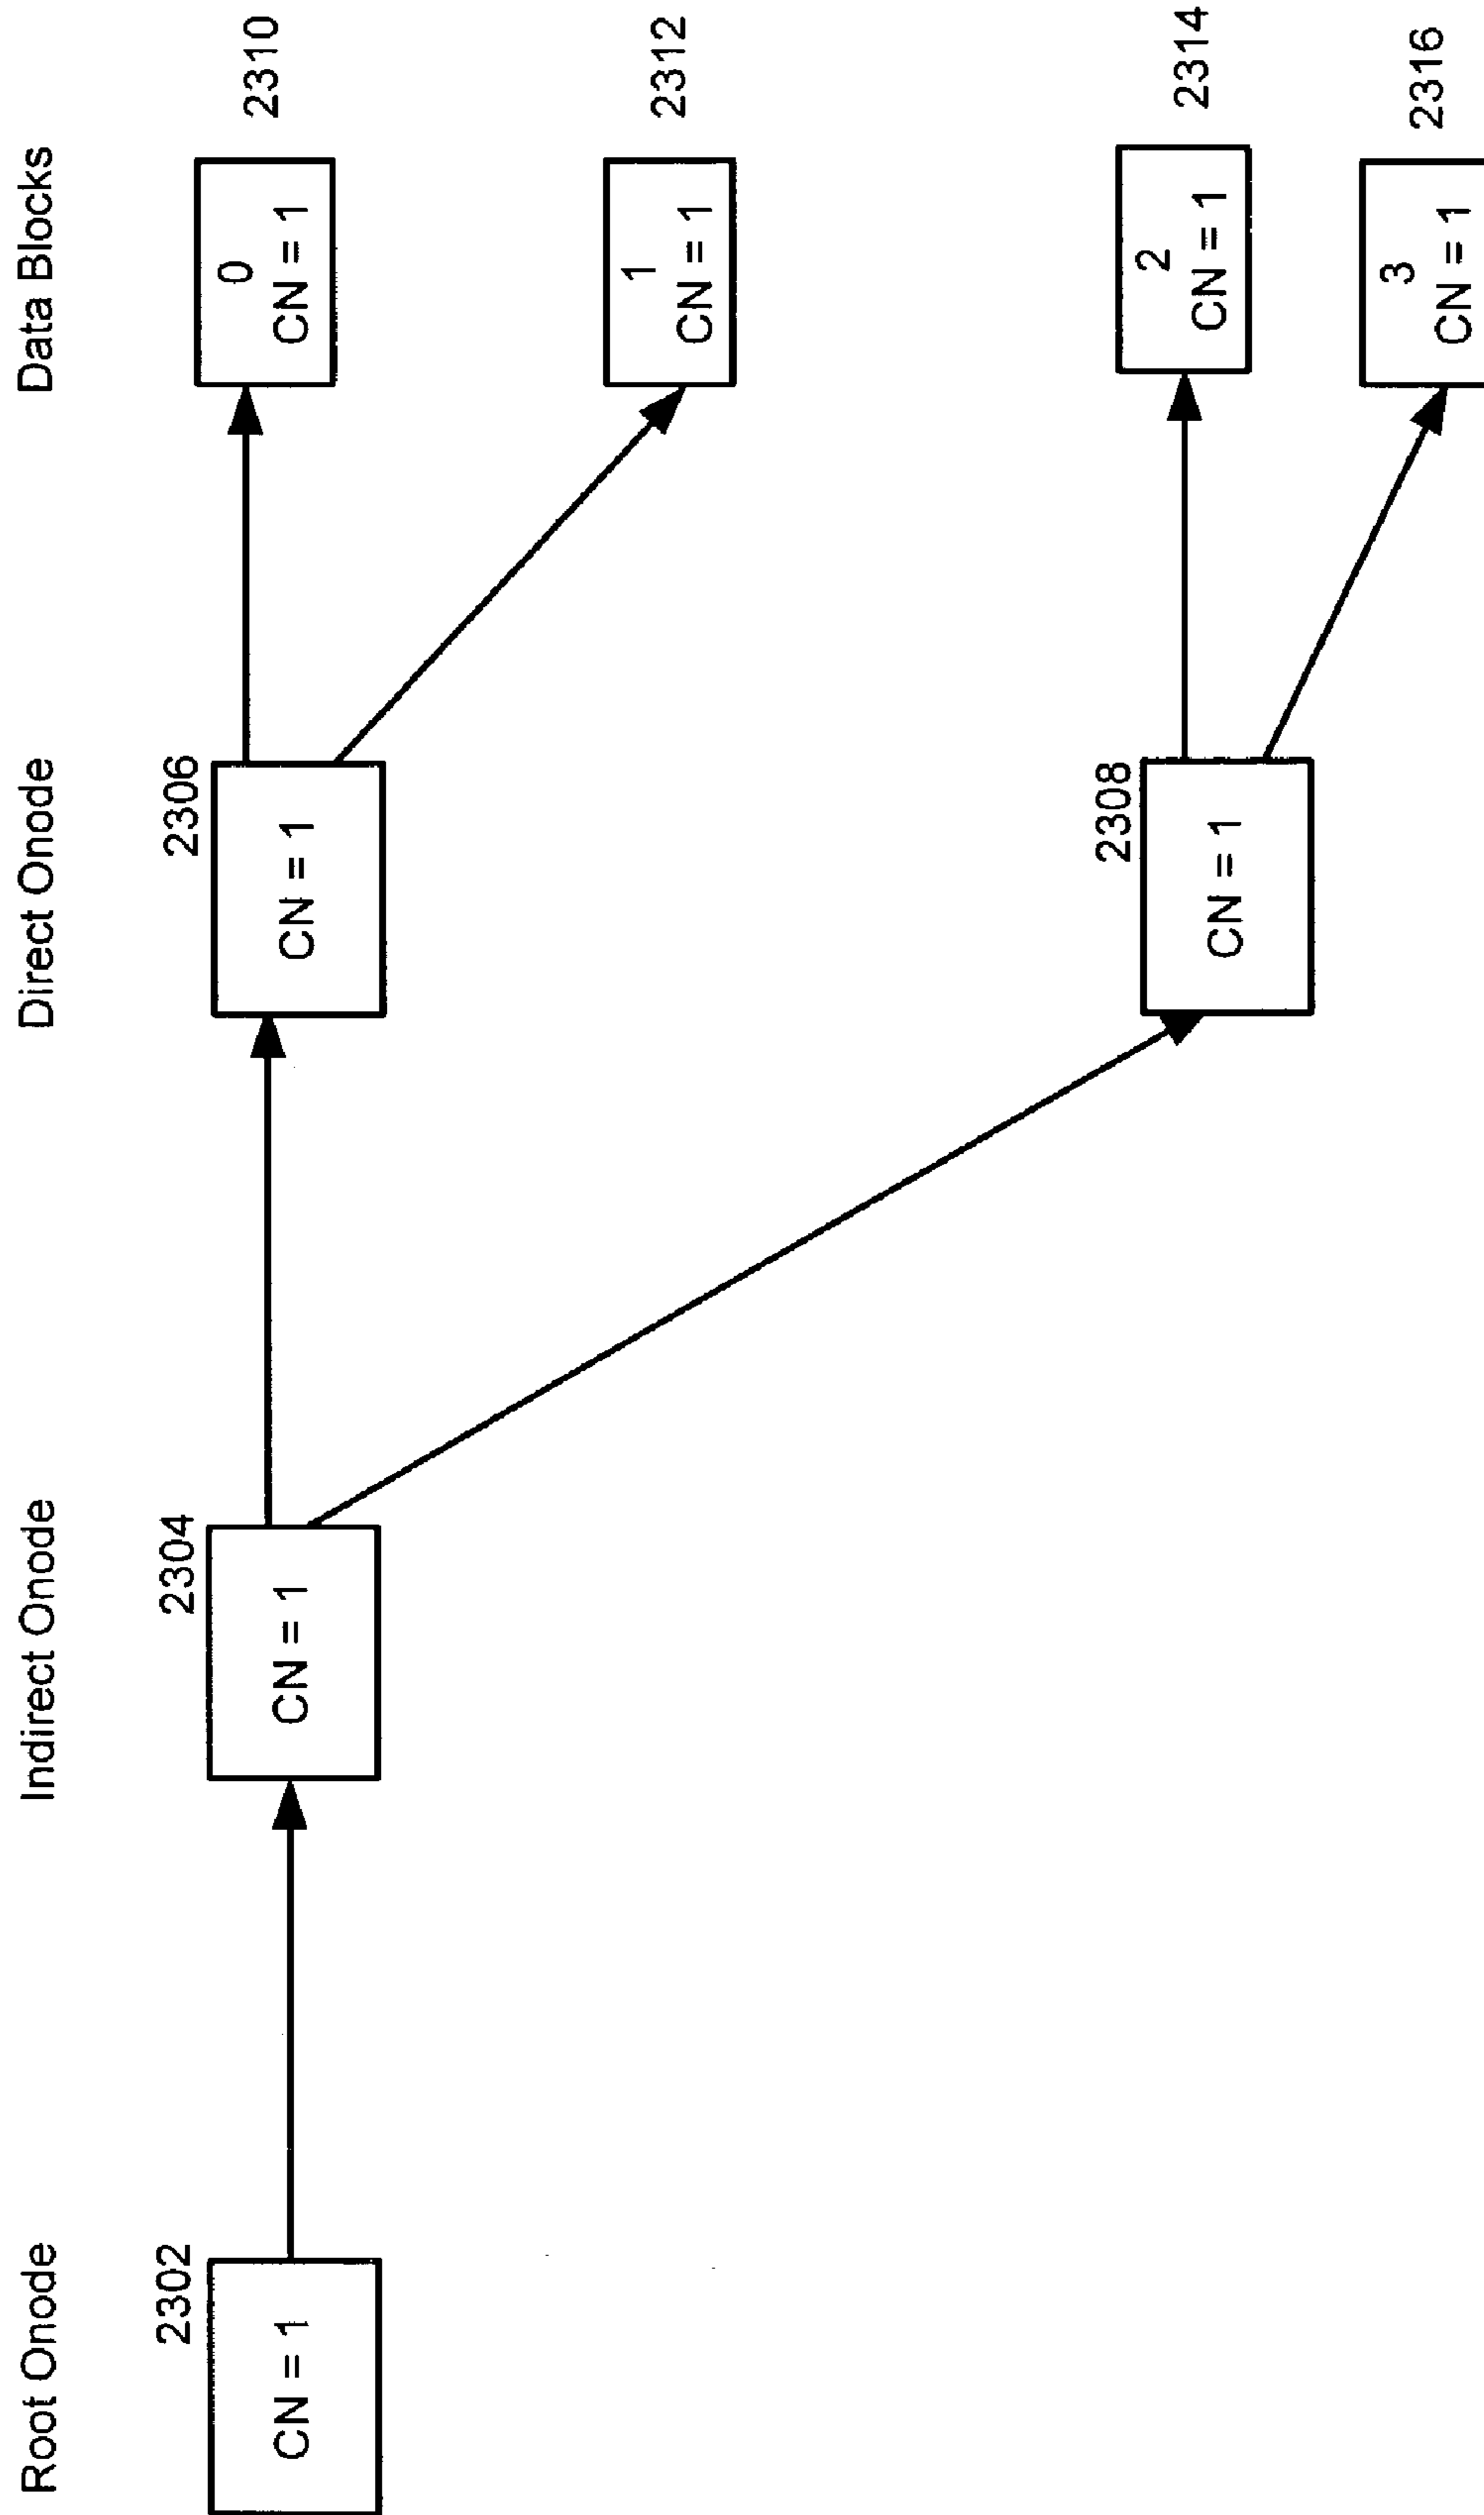 Root Onode
Indirect Onode
Direct Onode
Data Blocks
2302
CN = 1
2304
CN = 1
2306
CN = 1
0
CN = 1
2310
1
CN = 1
2312
2308
CN = 1
2
CN = 1
2314
3
CN = 1
2316